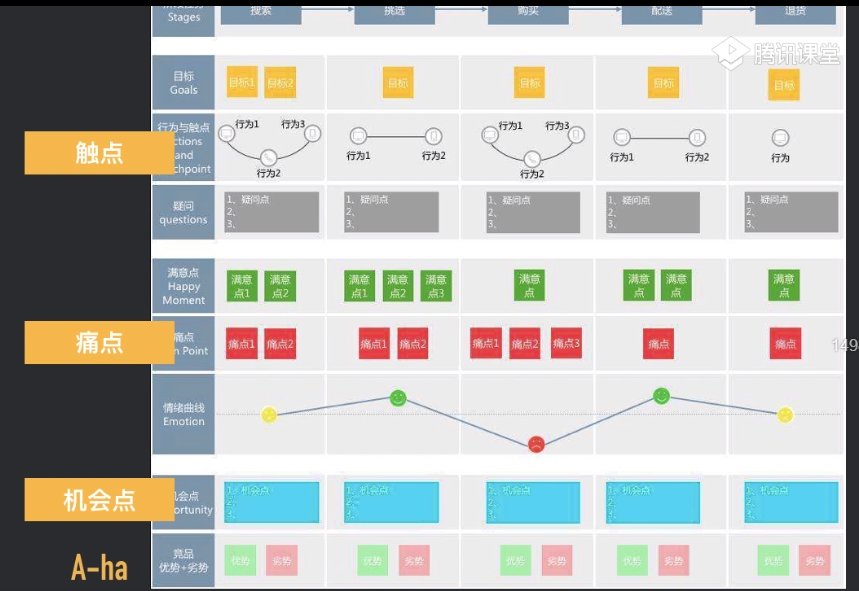 Stages
搜索
挑选
购买
配送
退货
腾讯课堂
目标
Goals
目标1 目标2
目标
目标
目标
目标
触点
行为与触点
ctions
and
chpoint
行为1 行为3
行为2
行为1 行为2
行为1 行为3
行为2
行为1 行为2
行为
疑问
questions
1、疑问点
2、
3、
1、疑问点
2、
3、
1、疑问点
2、
3、
1、疑问点
2、
3、
1、疑问点
2、
3、
满意点
Happy
Moment
满意点1 满意点2
满意点1 满意点2 满意点3
满意点
满意点 满意点
满意点
痛点
痛点
n Point
痛点1 痛点2
痛点1 痛点2
痛点1 痛点2 痛点3
痛点
痛点
149
情绪曲线
Emotion
机会点
机会点
ortunity
1、机会点
2、
3、
1、机会点
2、
3、
1、机会点
2、
3、
1、机会点
2、
3、
1、机会点
2、
3、
A-ha
竞品
优势+劣势
优势 劣势
优势 劣势
优势 劣势
优势 劣势
优势 劣势